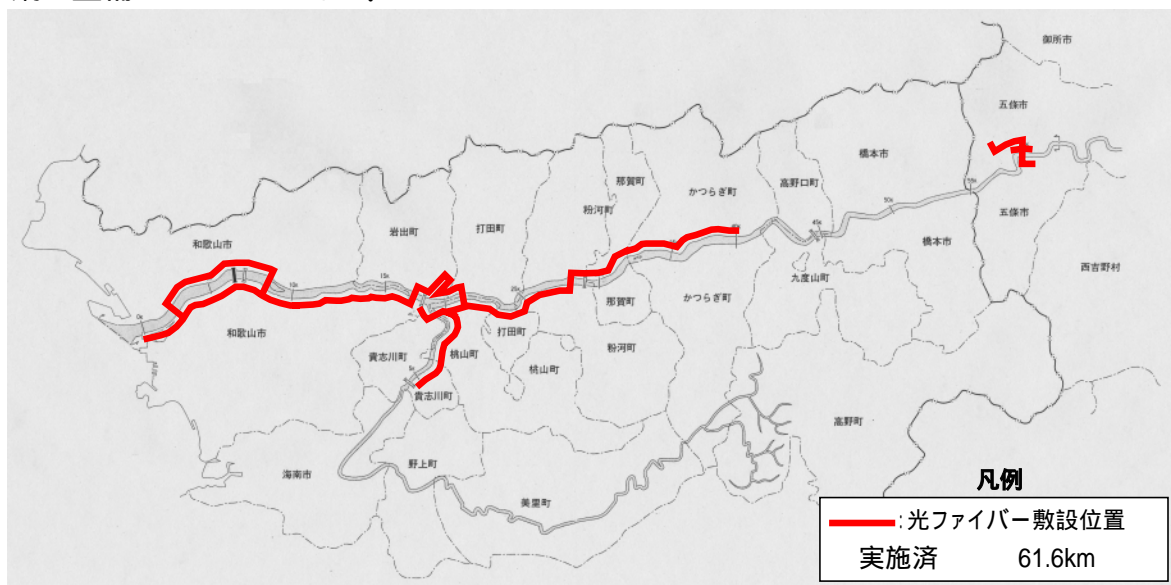 御所市
五條市
橋本市
那賀町
かつらぎ町
高野口町
粉河町
打田町
岩出町
和歌山市
五條市
橋本市
西吉野村
九度山町
かつらぎ町
那賀町
粉河町
打田町
和歌山市
貴志川町
桃山町
桃山町
貴志川町
高野町
野上町
海南市
美里町
凡例
:光ファイバー敷設位置
実施済 61.6km